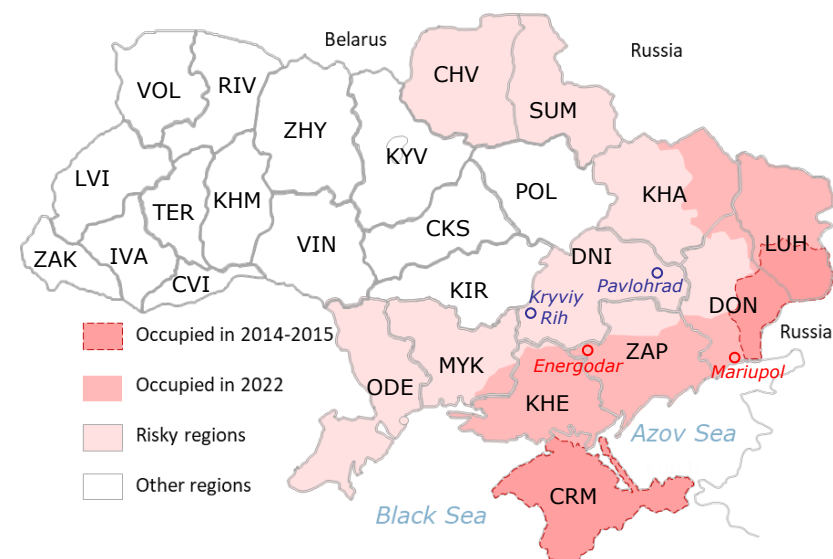 Belarus
Russia
CHV
VOL
RIV
SUM
ZHY
KYV
LVI
POL
KHA
KHM
TER
CKS
VIN
LUH
ZAK
IVA
DNI
CVI
KIR
Pavlohrad
Kryviy
Rih
DON
Occupied in 2014-2015
Russia
ZAP
MYK
Energodar
Mariupol
Occupied in 2022
ODE
KHE
Risky regions
Azov Sea
Other regions
CRM
Black Sea